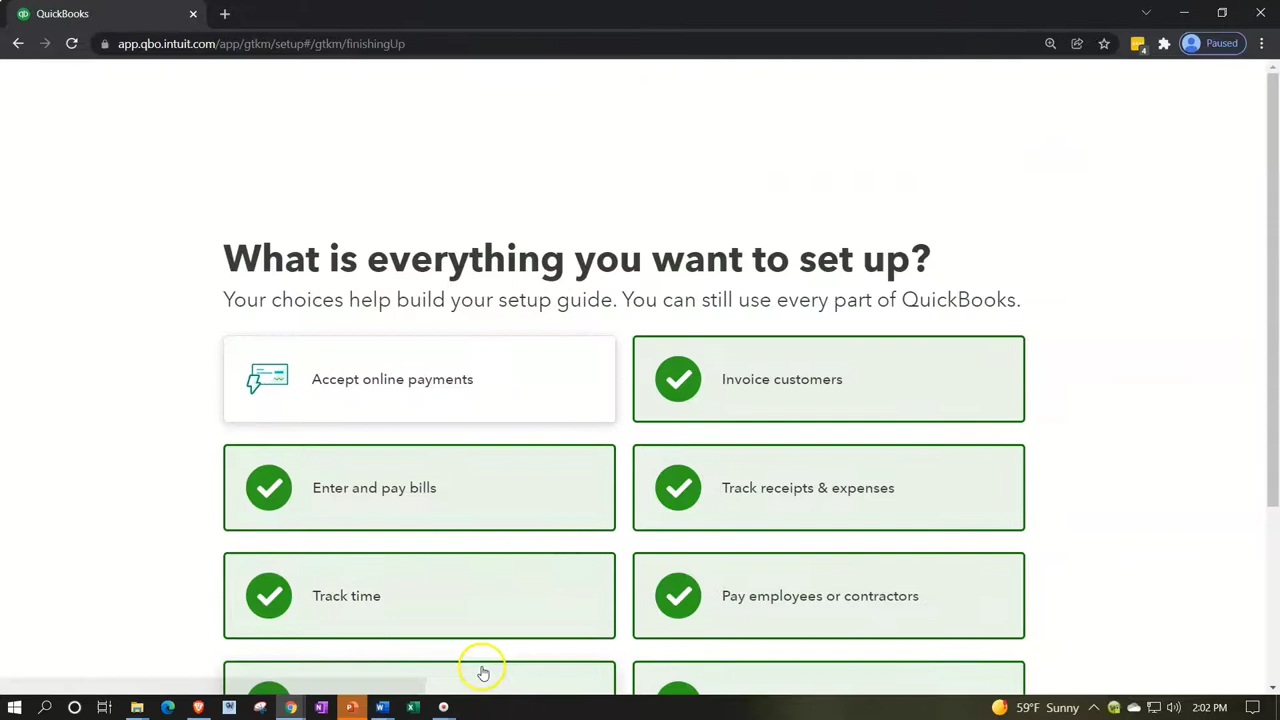 QuickBooks
app.qbo.intuit.com/app/gtkm/setup#/gtkm/finishingUp
4
Paused
What is everything you want to set up?
Your choices help build your setup guide. You can still use every part of QuickBooks.
Accept online payments
Invoice customers
Enter and pay bills
Track receipts & expenses
Track time
Pay employees or contractors
59°F Sunny
2:02 PM